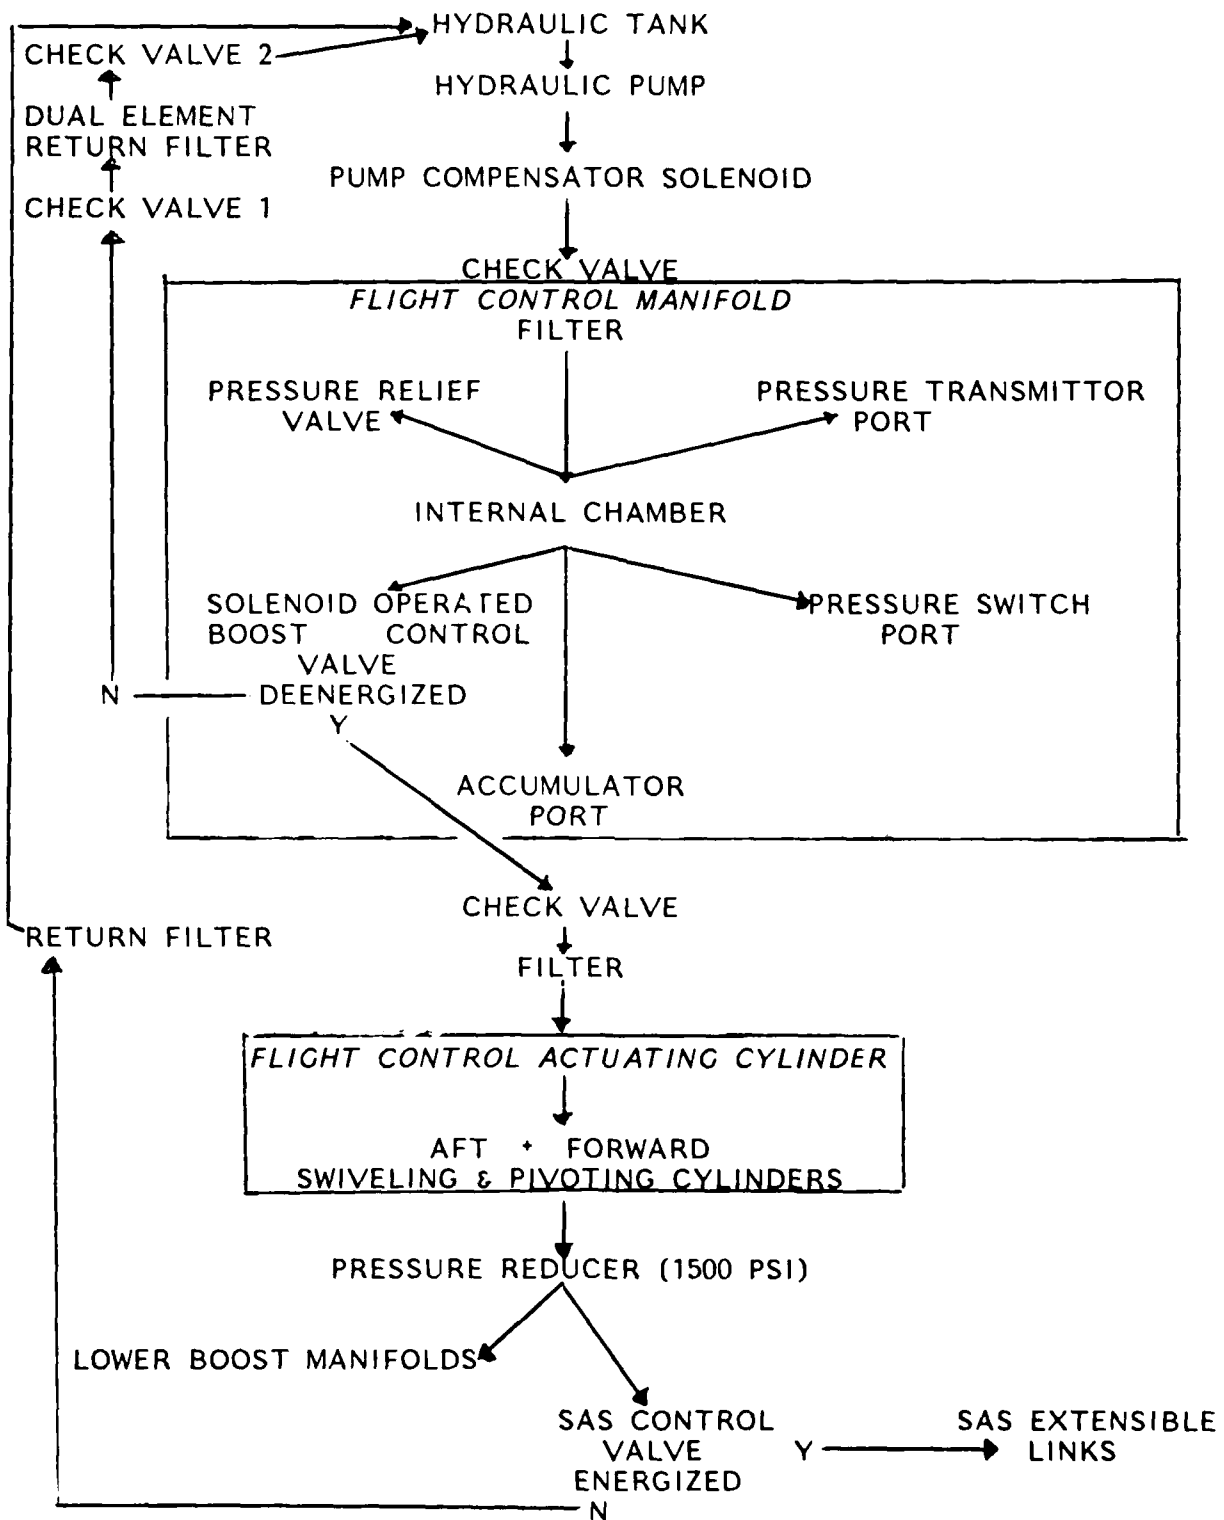 HYDRAULIC TANK
CHECK VALVE 2
HYDRAULIC PUMP
DUAL ELEMENT
RETURN FILTER
PUMP COMPENSATOR SOLENOID
CHECK VALVE 1
CHECK VALVE
FLIGHT CONTROL MANIFOLD
FILTER
PRESSURE RELIEF
VALVE
PRESSURE TRANSMITTOR
PORT
INTERNAL CHAMBER
SOLENOID OPERATED
BOOST CONTROL
VALVE
DEENERGIZED
N
Y
PRESSURE SWITCH
PORT
ACCUMULATOR
PORT
CHECK VALVE
RETURN FILTER
FILTER
FLIGHT CONTROL ACTUATING CYLINDER
AFT + FORWARD
SWIVELING & PIVOTING CYLINDERS
PRESSURE REDUCER (1500 PSI)
LOWER BOOST MANIFOLDS
SAS CONTROL
VALVE
ENERGIZED
Y
N
SAS EXTENSIBLE
LINKS